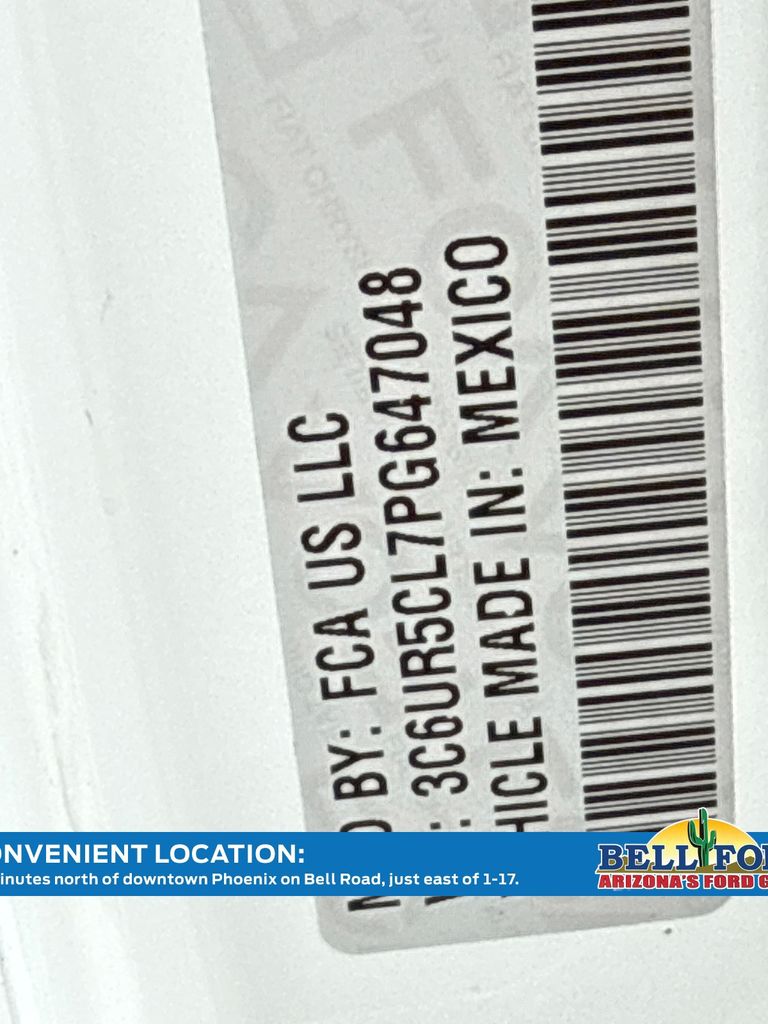 D BY: FCA US LLC
: 3C6UR5CL7PG647048
HICLE MADE IN: MEXICO
ONVENIENT LOCATION:
inutes north of downtown Phoenix on Bell Road, just east of 1-17.
BELL FO
ARIZONA'S FORD G